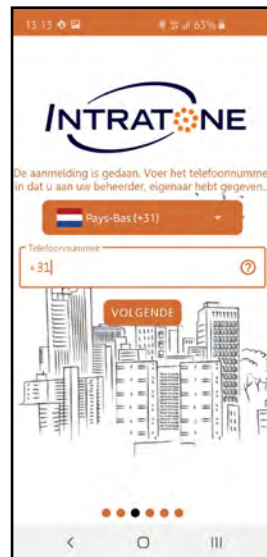 13:13
63%
INTRATONE
De aanmelding is gedaan. Voer het telefoonnumme
in dat u aan uw beheerder, eigenaar hebt gegeven..
Pays-Bas (+31)
Telefoonnummer
+31
VOLGENDE